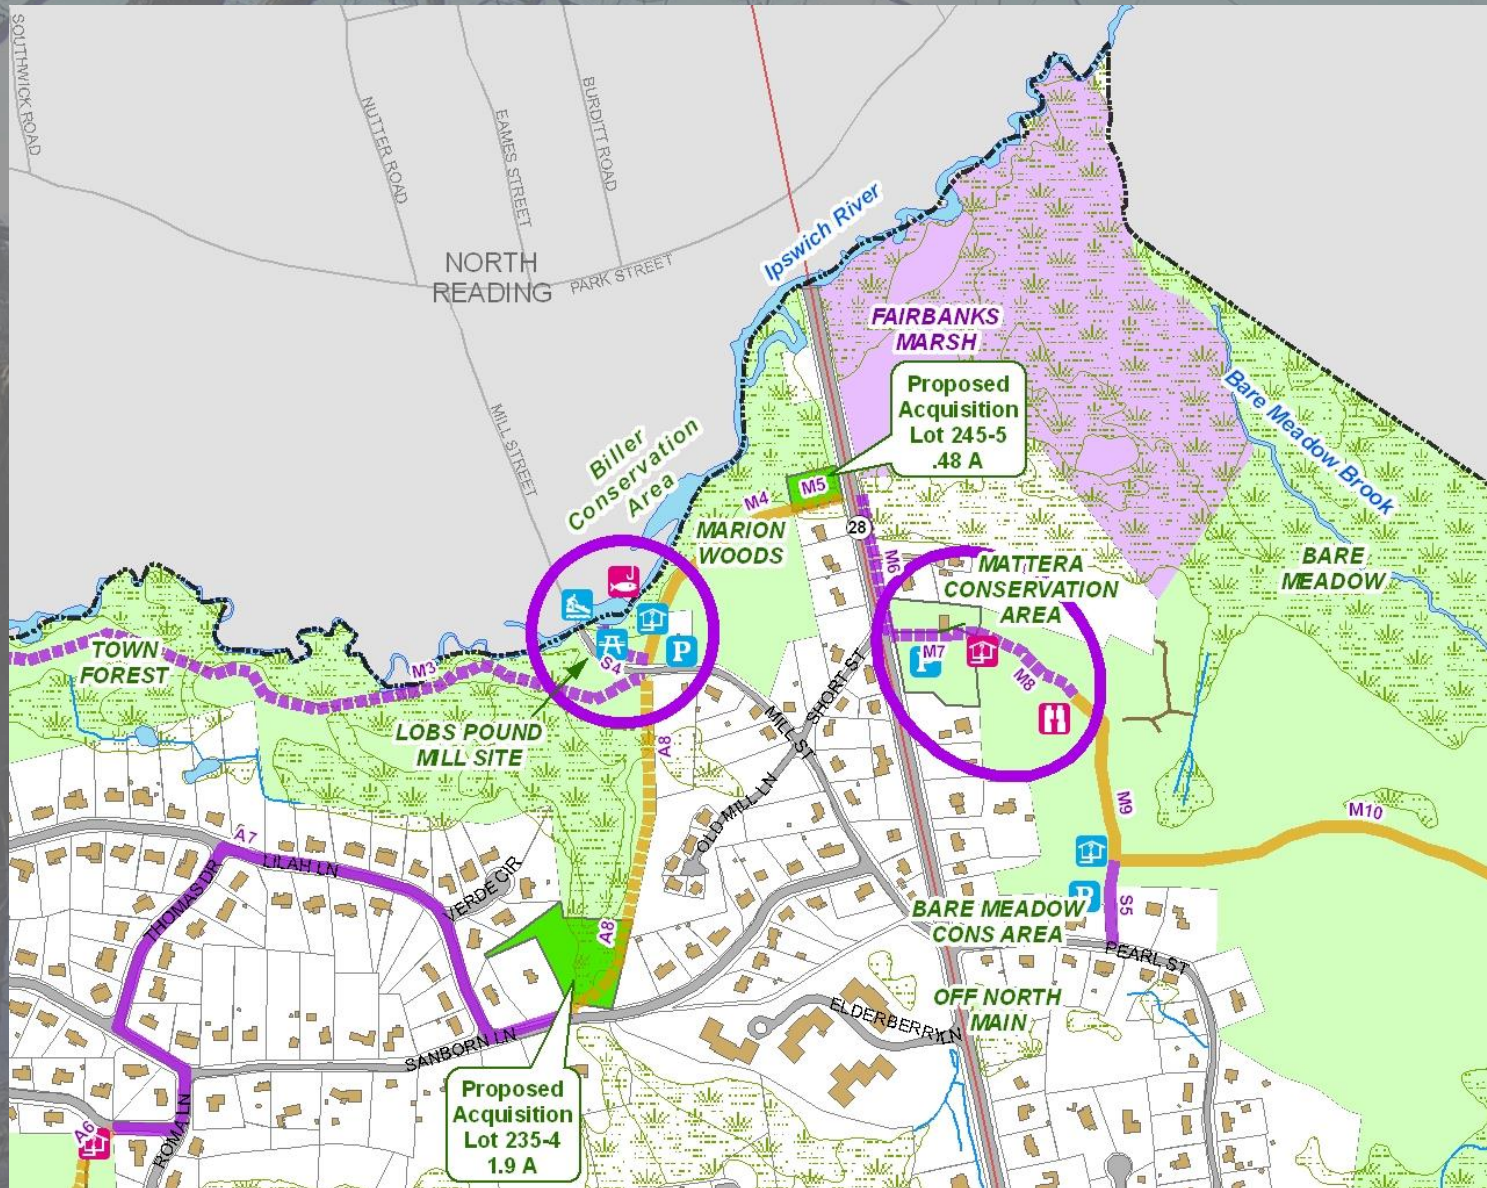 SOUTHWICK ROAD
NUTTER ROAD
EAMES STREET
BURDITT ROAD
NORTH
READING
PARK STREET
Ipswich River
MILL STREET
FAIRBANKS
MARSH
Proposed
Acquisition
Lot 245-5
.48 A
Bare Meadow Brook
Biller
Conservation
Area
M4
M5
MARION
WOODS
28
M6
MATTERA
CONSERVATION
AREA
BARE
MEADOW
TOWN
FOREST
M3
S4
P
M7
P
M8
LOBS POUND
MILL SITE
A8
MILL ST
SHORT ST
OLD MILL LN
M9
M10
A7
LILAH LN
THOMAS DR
VERDE CIR
A8
P
S5
BARE MEADOW
CONS AREA
PEARL ST
OFF NORTH
MAIN
ELDERBERRY LN
SANBORN LN
Proposed
Acquisition
Lot 235-4
1.9 A
A6
ROMA LN